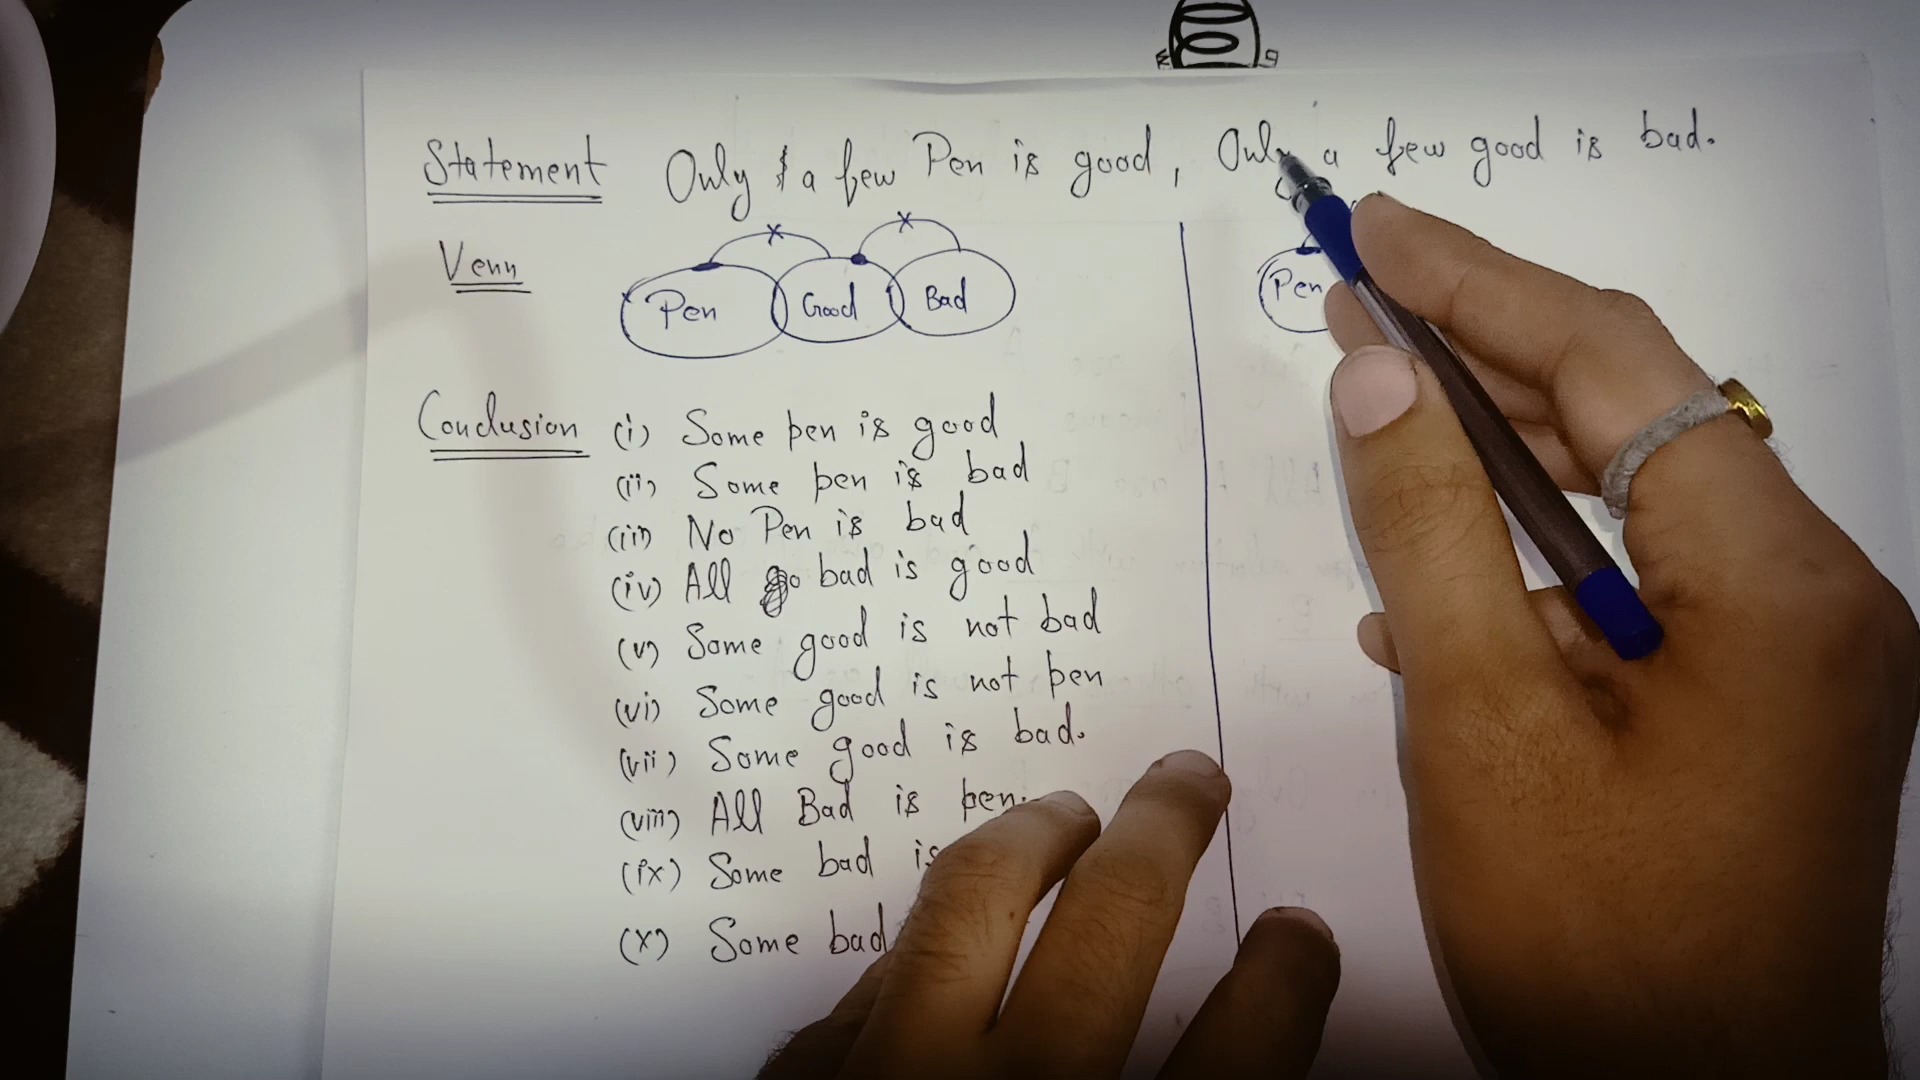 Statement Only a few Pen is good, Only a few good is bad.
Venn
Pen Good Bad Pen
Conclusion (i) Some pen is good
(ii) Some pen is bad
(iii) No Pen is bad
(iv) All bad is good
(v) Some good is not bad
(vi) Some good is not pen
(vii) Some good is bad.
(viii) All Bad is pen.
(ix) Some bad is
(x) Some bad